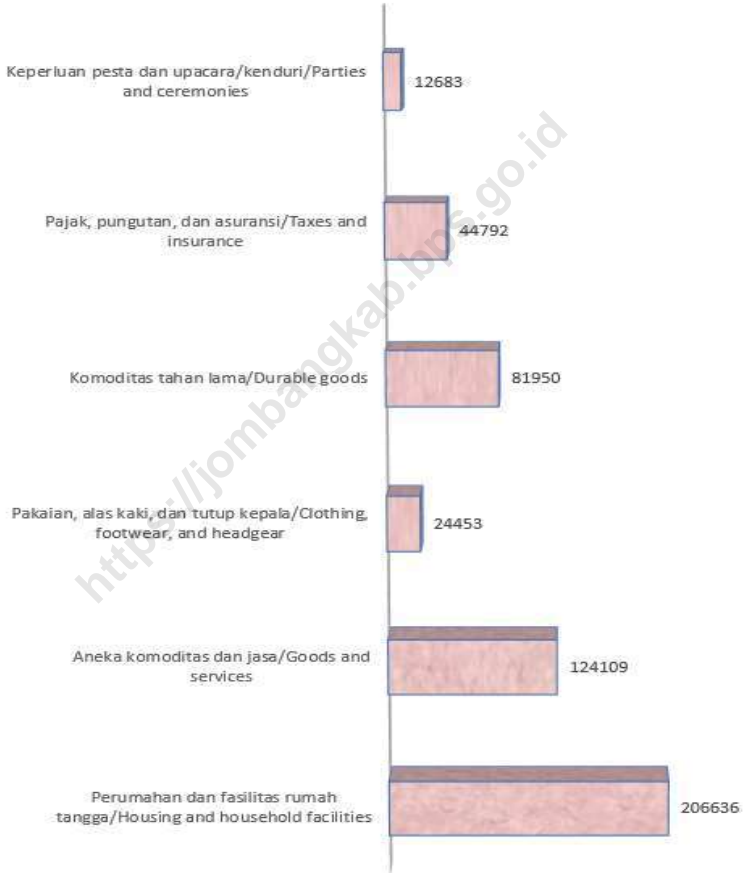 Keperluan pesta dan upacara/kenduri/Parties
and ceremonies
12683
Pajak, pungutan, dan asuransi/Taxes and
insurance
44792
Komoditas tahan lama/Durable goods
81950
Pakaian, alas kaki, dan tutup kepala/Clothing,
footwear, and headgear
24453
Aneka komoditas dan jasa/Goods and
services
124109
Perumahan dan fasilitas rumah
tangga/Housing and household facilities
206636
https://jombangkab.bps.go.id